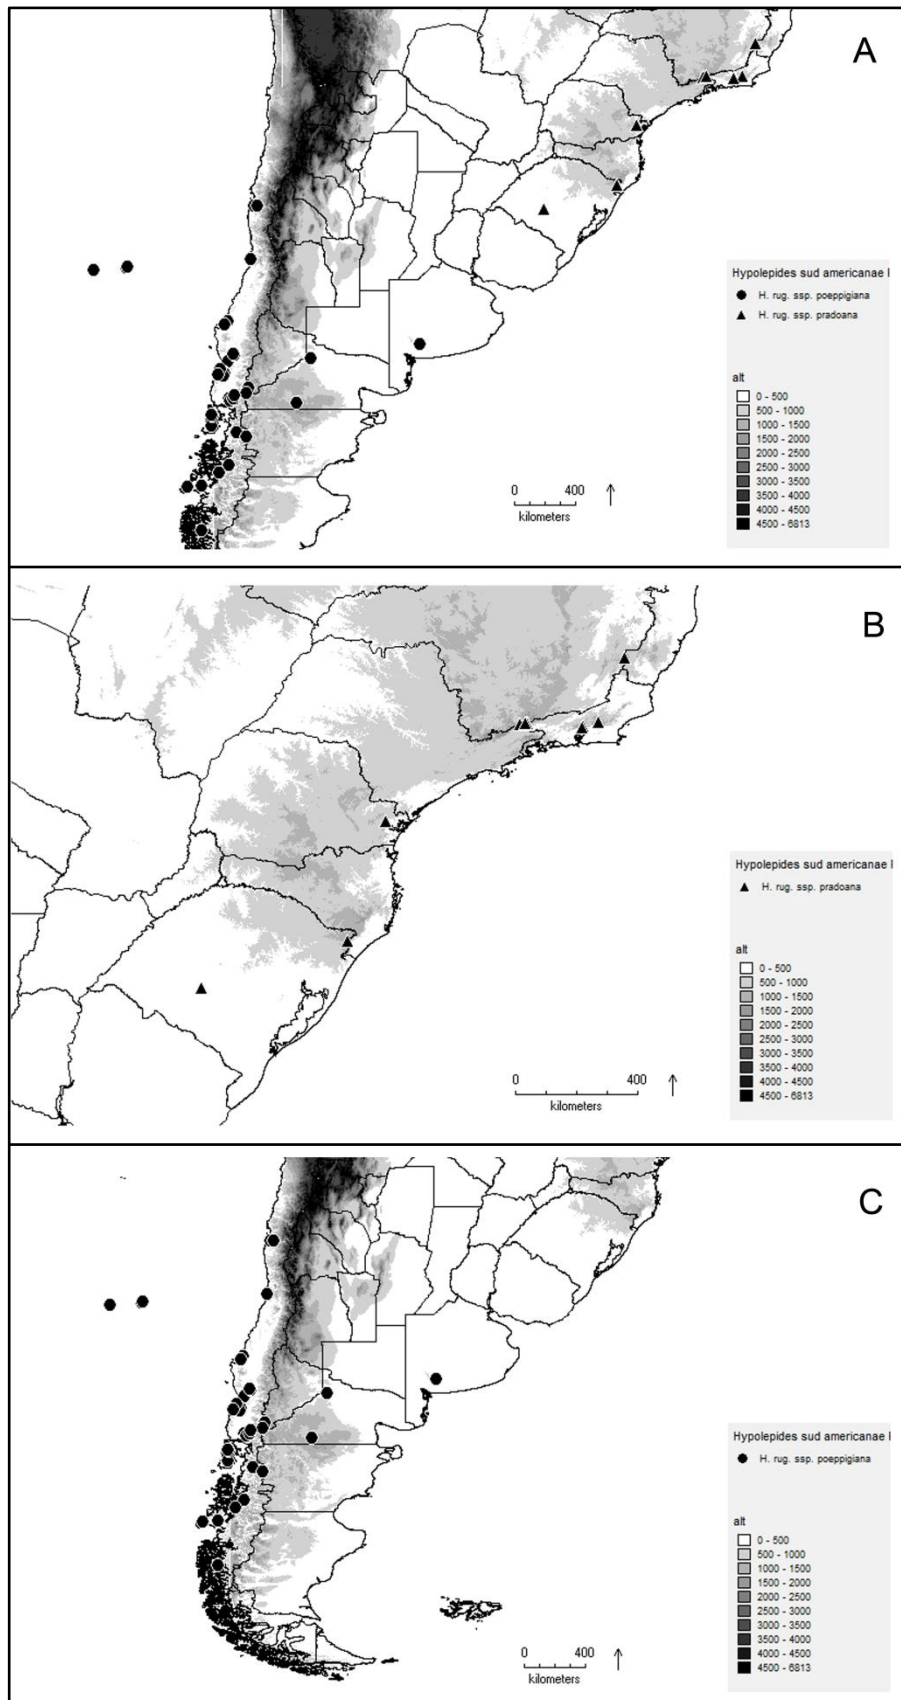 A
Hypolepides sud americanae l
H. rug. ssp. poeppigiana
H. rug. ssp. pradoana
alt
0 - 500
500 - 1000
1000 - 1500
1500 - 2000
2000 - 2500
2500 - 3000
3000 - 3500
3500 - 4000
4000 - 4500
4500 - 6813
0 400
kilometers
B
Hypolepides sud americanae l
H. rug. ssp. pradoana
alt
0 - 500
500 - 1000
1000 - 1500
1500 - 2000
2000 - 2500
2500 - 3000
3000 - 3500
3500 - 4000
4000 - 4500
4500 - 6813
0 400
kilometers
C
Hypolepides sud americanae l
H. rug. ssp. poeppigiana
alt
0 - 500
500 - 1000
1000 - 1500
1500 - 2000
2000 - 2500
2500 - 3000
3000 - 3500
3500 - 4000
4000 - 4500
4500 - 6813
0 400
kilometers